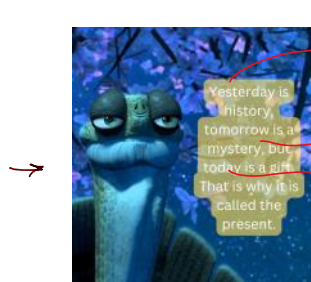 Yesterday is
history,
tomorrow is a
mystery, but
today is a gift.
That is why it is
called the
present.